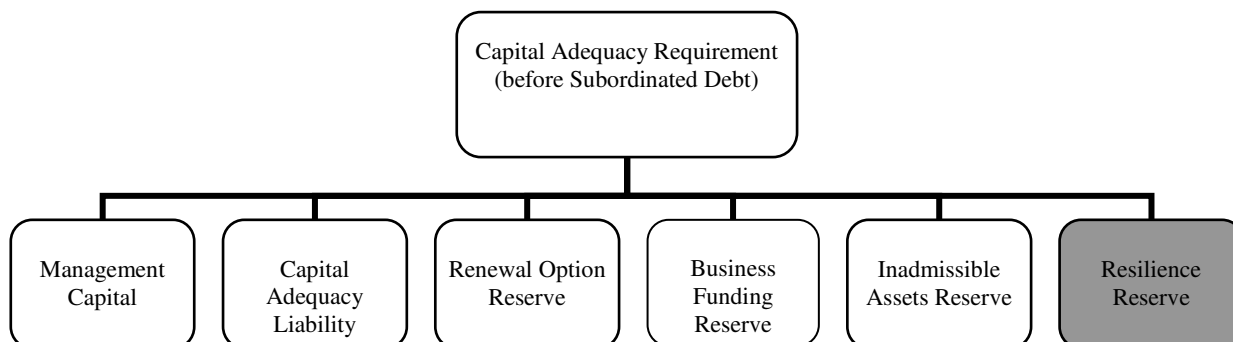 Capital Adequacy Requirement
(before Subordinated Debt)
Management
Capital
Capital
Adequacy
Liability
Renewal Option
Reserve
Business
Funding
Reserve
Inadmissible
Assets Reserve
Resilience
Reserve